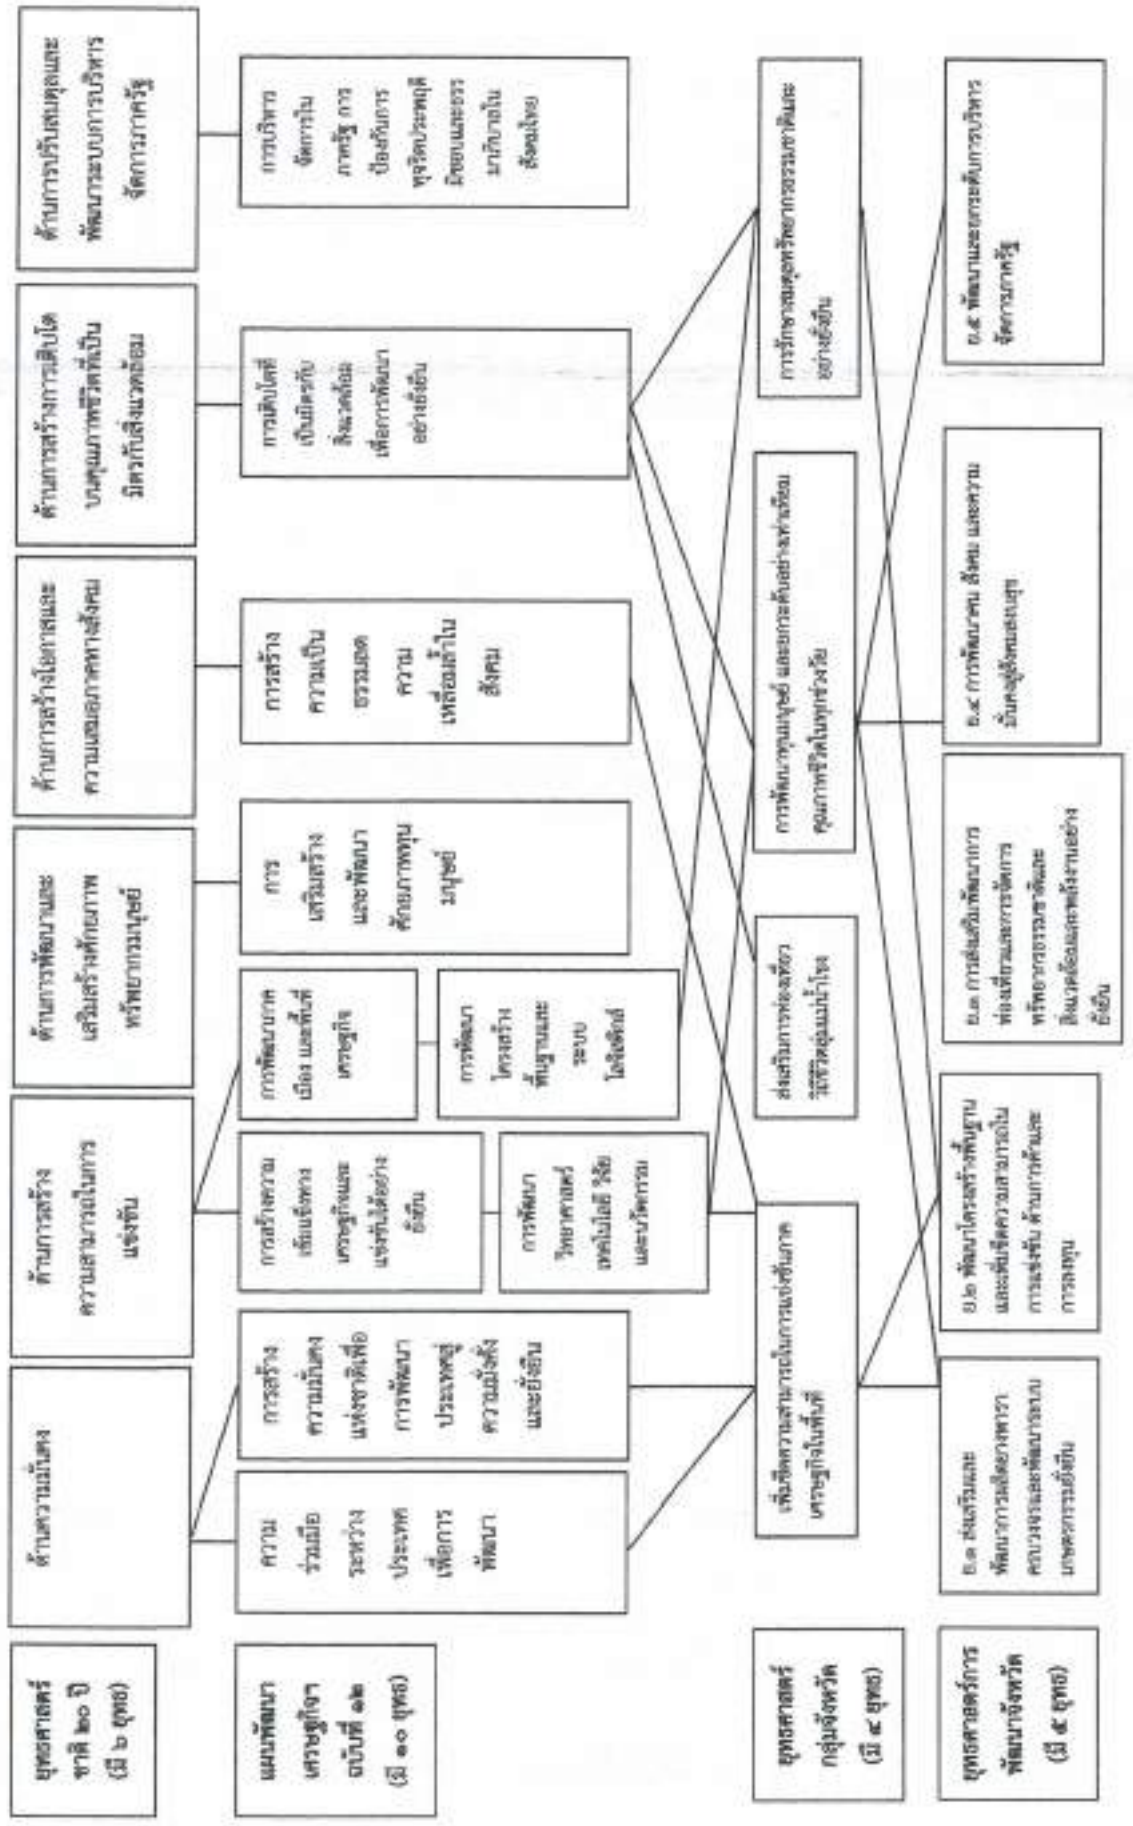 ยุทธศาสตร์
ชาติ ๒๐ ปี
(มี ๖ ยุทธ)
ด้านความมั่นคง
ด้านการสร้าง
ความสามารถในการ
แข่งขัน
ด้านการพัฒนาและ
เสริมสร้างศักยภาพ
ทรัพยากรมนุษย์
ด้านการสร้างโอกาสและ
ความเสมอภาคทางสังคม
ด้านการสร้างการเติบโต
บนคุณภาพชีวิตที่เป็น
มิตรกับสิ่งแวดล้อม
ด้านการปรับสมดุลและ
พัฒนาระบบการบริหาร
จัดการภาครัฐ
แผนพัฒนา
เศรษฐกิจฯ
ฉบับที่ ๑๒
(มี ๑๐ ยุทธ)
ความ
ร่วมมือ
ระหว่าง
ประเทศ
เพื่อการ
พัฒนา
การสร้าง
ความมั่นคง
แห่งชาติเพื่อ
การพัฒนา
ประเทศสู่
ความมั่งคั่ง
และยั่งยืน
การสร้างความ
เข้มแข็งทาง
เศรษฐกิจและ
แข่งขันได้อย่าง
ยั่งยืน
การพัฒนา
วิทยาศาสตร์
เทคโนโลยี วิจัย
และนวัตกรรม
การพัฒนาภาค
เมือง และพื้นที่
เศรษฐกิจ
การพัฒนา
โครงสร้าง
พื้นฐานและ
ระบบ
โลจิสติกส์
การ
เสริมสร้าง
และพัฒนา
ศักยภาพทุน
มนุษย์
การสร้าง
ความเป็น
ธรรมลด
ความ
เหลื่อมล้ำใน
สังคม
การเติบโตที่
เป็นมิตรกับ
สิ่งแวดล้อม
เพื่อการพัฒนา
อย่างยั่งยืน
การบริหาร
จัดการใน
ภาครัฐ การ
ป้องกันการ
ทุจริตประพฤติ
มิชอบและธรร
มาภิบาลใน
สังคมไทย
ยุทธศาสตร์
กลุ่มจังหวัด
(มี ๔ ยุทธ)
เพิ่มขีดความสามารถในการแข่งขันภาค
เศรษฐกิจในพื้นที่
ส่งเสริมการท่องเที่ยว
วิถีชีวิตลุ่มแม่น้ำโขง
การพัฒนาทุนมนุษย์ และยกระดับอย่างเท่าเทียม
คุณภาพชีวิตในทุกช่วงวัย
การรักษาสมดุลทรัพยากรธรรมชาติและ
อย่างยั่งยืน
ยุทธศาสตร์การ
พัฒนาจังหวัด
(มี ๕ ยุทธ)
ย.๑ ส่งเสริมและ
พัฒนาการผลิตยางพารา
ครบวงจรและพัฒนาระบบ
เกษตรกรรมยั่งยืน
ย.๒ พัฒนาโครงสร้างพื้นฐาน
และเพิ่มขีดความสามารถใน
การแข่งขัน ด้านการค้าและ
การลงทุน
ย.๓ การส่งเสริมพัฒนาการ
ท่องเที่ยวและการจัดการ
ทรัพยากรธรรมชาติและ
สิ่งแวดล้อมและพลังงานอย่าง
ยั่งยืน
ย.๔ การพัฒนาคน สังคม และความ
มั่นคงสู่สังคมสงบสุข
ย.๕ พัฒนาและยกระดับการบริหาร
จัดการภาครัฐ